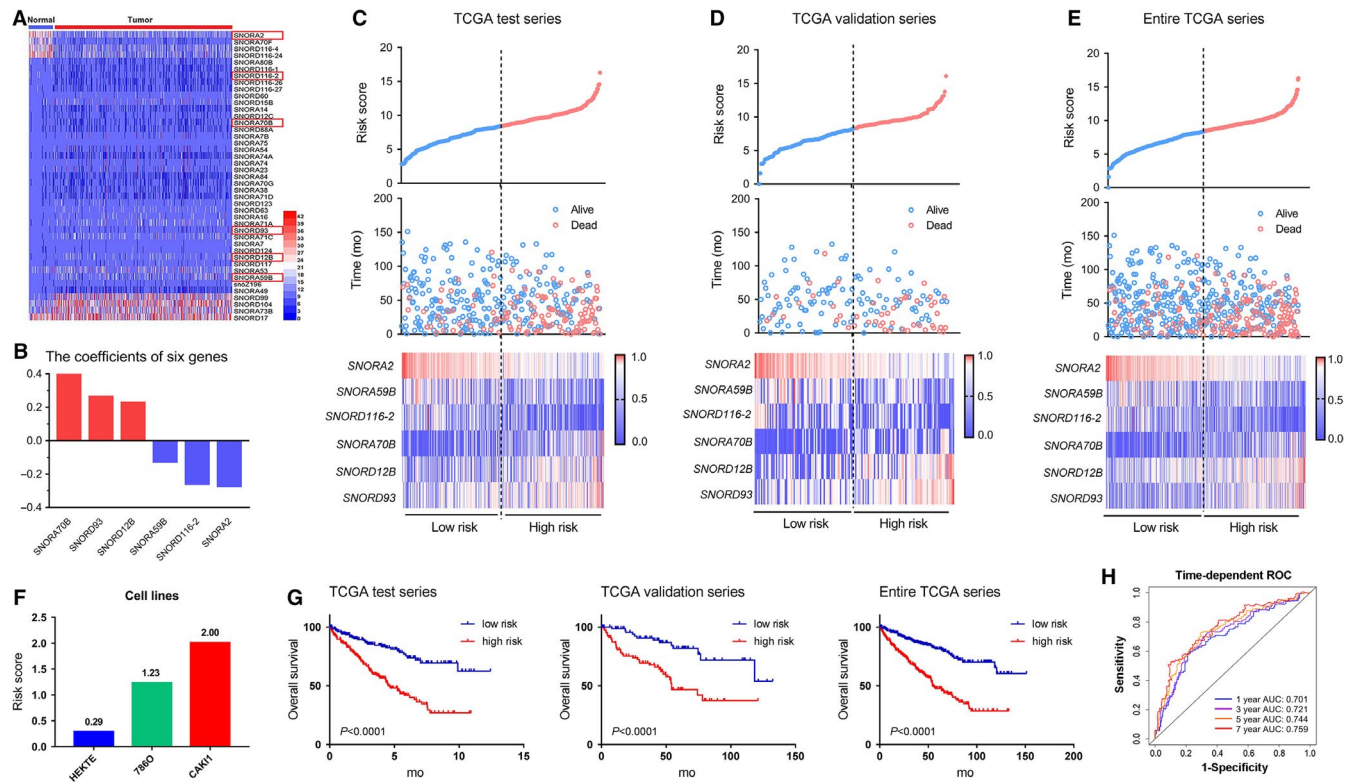 A
Normal
Tumor
SNORA2
SNORA70F
SNORD116-4
SNORD116-24
SNORA80B
SNORD116-1
SNORD116-2
SNORD116-26
SNORD116-27
SNORD60
SNORD15B
SNORA14
SNORD12C
SNORA70B
SNORD88A
SNORA7B
SNORA75
SNORA54
SNORA74A
SNORA74
SNORA23
SNORA84
SNORA70G
SNORA38
SNORA71D
SNORD123
SNORD63
SNORA16
SNORA71A
SNORD93
SNORA71C
SNORA7
SNORD124
SNORD12B
SNORD117
SNORA53
SNORA59B
snoZ196
SNORA49
SNORD99
SNORD104
SNORA73B
SNORD17
42
39
36
33
30
27
24
21
18
15
12
9
6
3
0
B
The coefficients of six genes
0.4
0.2
0.0
−0.2
−0.4
SNORA70B
SNORD93
SNORD12B
SNORA59B
SNORD116-2
SNORA2
C
TCGA test series
Risk score
20
15
10
5
0
Time (mo)
200
150
100
50
0
Alive
Dead
SNORA2
SNORA59B
SNORD116-2
SNORA70B
SNORD12B
SNORD93
1.0
0.5
0.0
Low risk
High risk
D
TCGA validation series
Risk score
20
15
10
5
0
Time (mo)
200
150
100
50
0
Alive
Dead
SNORA2
SNORA59B
SNORD116-2
SNORA70B
SNORD12B
SNORD93
1.0
0.5
0.0
Low risk
High risk
E
Entire TCGA series
Risk score
20
15
10
5
0
Time (mo)
200
150
100
50
0
Alive
Dead
SNORA2
SNORA59B
SNORD116-2
SNORA70B
SNORD12B
SNORD93
1.0
0.5
0.0
Low risk
High risk
F
Cell lines
Risk score
2.5
2.0
1.5
1.0
0.5
0.0
0.29
1.23
2.00
HEKTE
786O
CAKI1
G
TCGA test series
Overall survival
100
50
0
low risk
high risk
P<0.0001
0
5
10
15
mo
TCGA validation series
Overall survival
100
50
0
low risk
high risk
P<0.0001
0
50
100
150
mo
Entire TCGA series
Overall survival
100
50
0
low risk
high risk
P<0.0001
0
50
100
150
200
mo
H
Time-dependent ROC
Sensitivity
1.0
0.8
0.6
0.4
0.2
0.0
1 year AUC: 0.701
3 year AUC: 0.721
5 year AUC: 0.744
7 year AUC: 0.759
0.0
0.2
0.4
0.6
0.8
1.0
1-Specificity